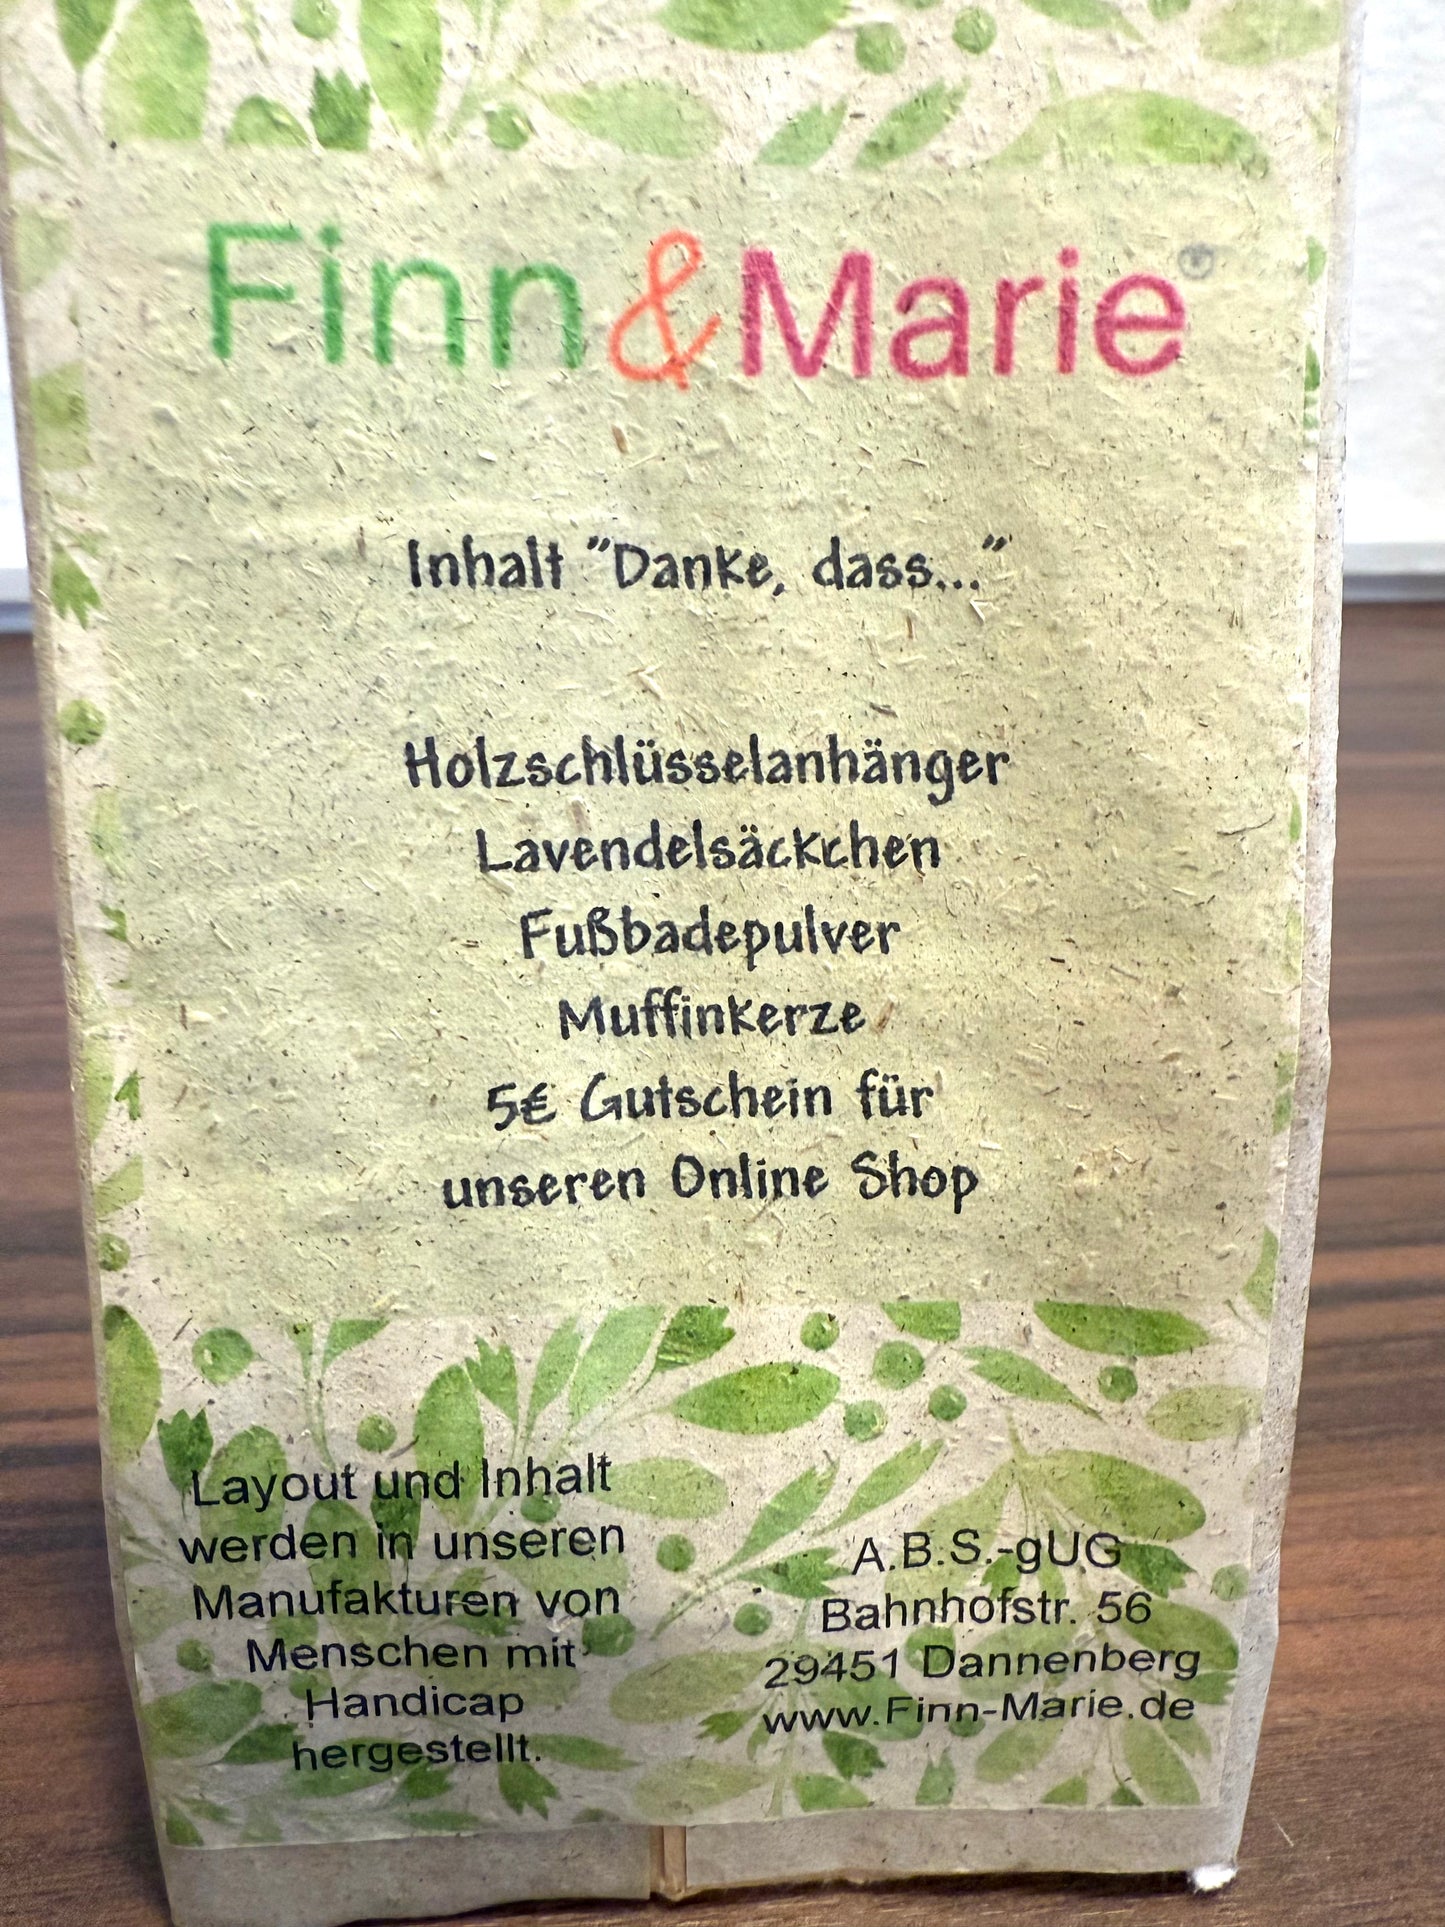 Finn&Marie
Inhalt "Danke, dass..."
Holzschlüsselanhänger
Lavendelsäckchen
Fußbadepulver
Muffinkerze
5€ Gutschein für
unseren Online Shop
Layout und Inhalt
werden in unseren
Manufakturen von
Menschen mit
Handicap
hergestellt.
A.B.S.-gUG
Bahnhofstr. 56
29451 Dannenberg
www.Finn-Marie.de